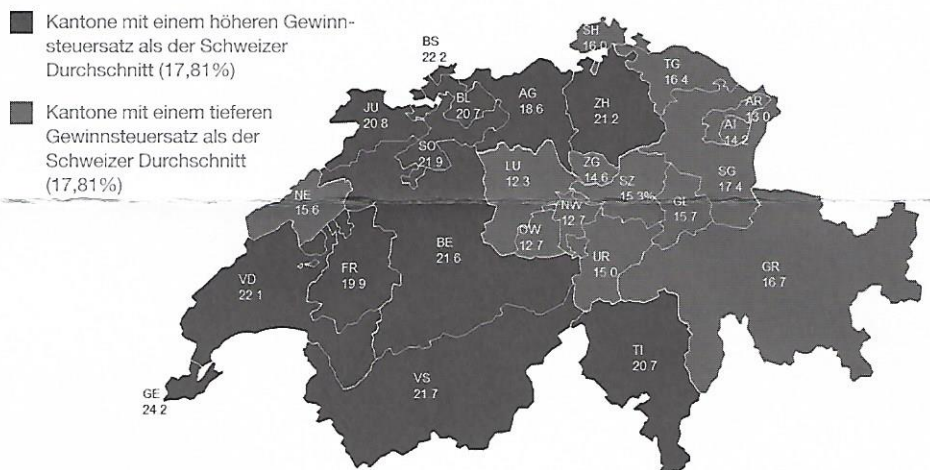 Kantone mit einem höheren Gewinn-
steuersatz als der Schweizer
Durchschnitt (17,81%)
Kantone mit einem tieferen
Gewinnsteuersatz als der
Schweizer Durchschnitt
(17,81%)
BS
22.2
SH
16.0
TG
16.4
JU
20.8
BL
20.7
AG
18.6
ZH
21.2
AR
13.0
AI
14.2
SO
21.9
LU
12.3
ZG
14.6
SZ
15.3%
SG
17.4
NE
15.6
NW
12.7
GL
15.7
OW
12.7
BE
21.6
UR
15.0
GR
16.7
VD
22.1
FR
19.9
TI
20.7
VS
21.7
GE
24.2